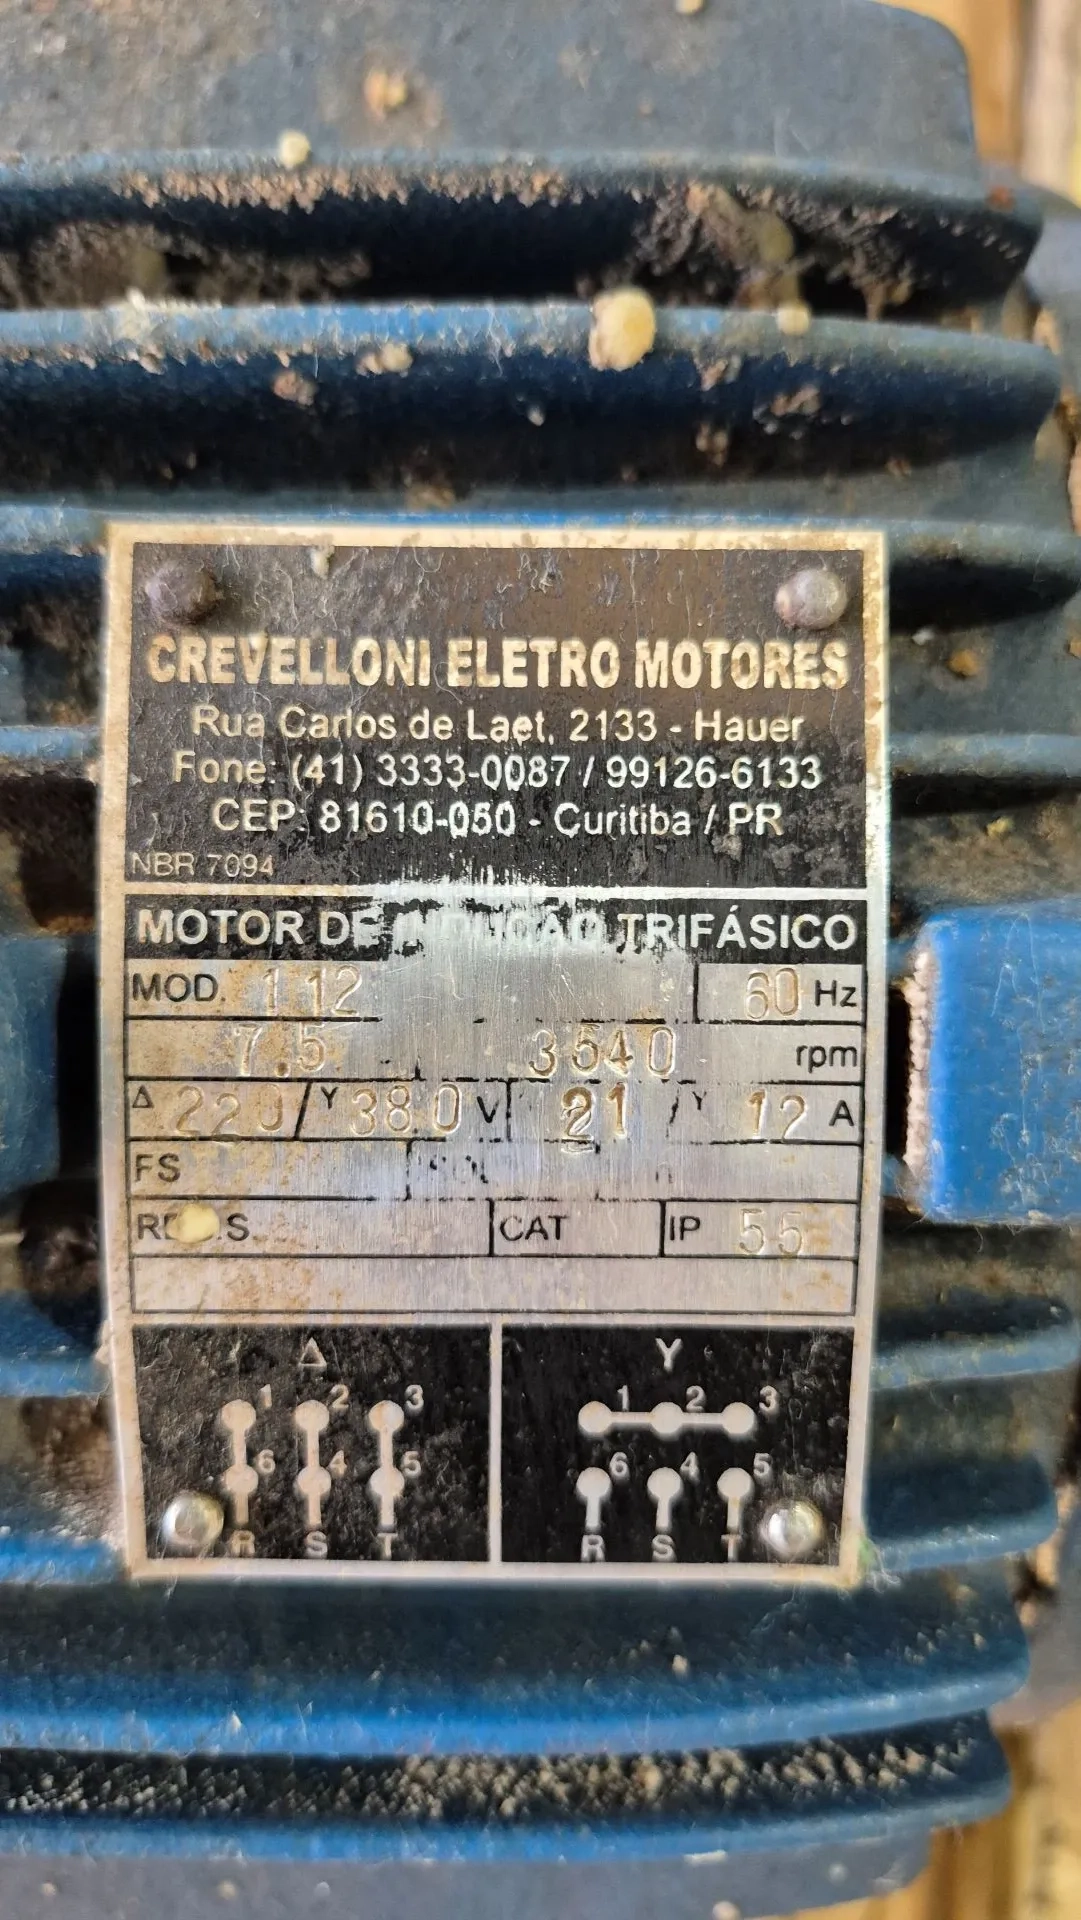 CREVELLONI ELETRO MOTORES
Rua Carlos de Laet, 2133 - Hauer
Fone: (41) 3333-0087 / 99126-6133
CEP: 81610-050 - Curitiba / PR
NBR 7094
MOTOR DE INDUÇÃO TRIFÁSICO
MOD. 112 60 Hz
7.5 3540 rpm
Δ 220 / Y 380 V 21 / Y 12 A
FS
S. CAT IP 55
Δ Y
1 2 3 1 2 3
6 4 5 6 4 5
R S T R S T